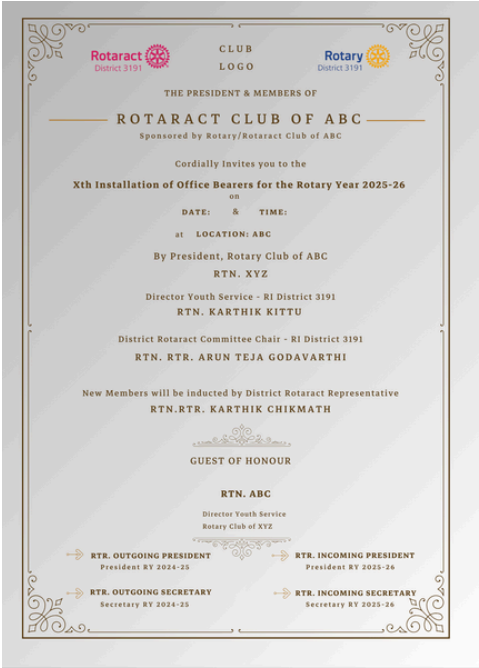 Rotaract
District 3191
CLUB
LOGO
Rotary
District 3191
THE PRESIDENT & MEMBERS OF
ROTARACT CLUB OF ABC
Sponsored by Rotary/Rotaract Club of ABC
Cordially Invites you to the
Xth Installation of Office Bearers for the Rotary Year 2025-26
on
DATE: & TIME:
at LOCATION: ABC
By President, Rotary Club of ABC
RTN. XYZ
Director Youth Service - RI District 3191
RTN. KARTHIK KITTU
District Rotaract Committee Chair - RI District 3191
RTN. RTR. ARUN TEJA GODAVARTHI
New Members will be inducted by District Rotaract Representative
RTN.RTR. KARTHIK CHIKMATH
GUEST OF HONOUR
RTN. ABC
Director Youth Service
Rotary Club of XYZ
RTR. OUTGOING PRESIDENT
President RY 2024-25
RTR. INCOMING PRESIDENT
President RY 2025-26
RTR. OUTGOING SECRETARY
Secretary RY 2024-25
RTR. INCOMING SECRETARY
Secretary RY 2025-26